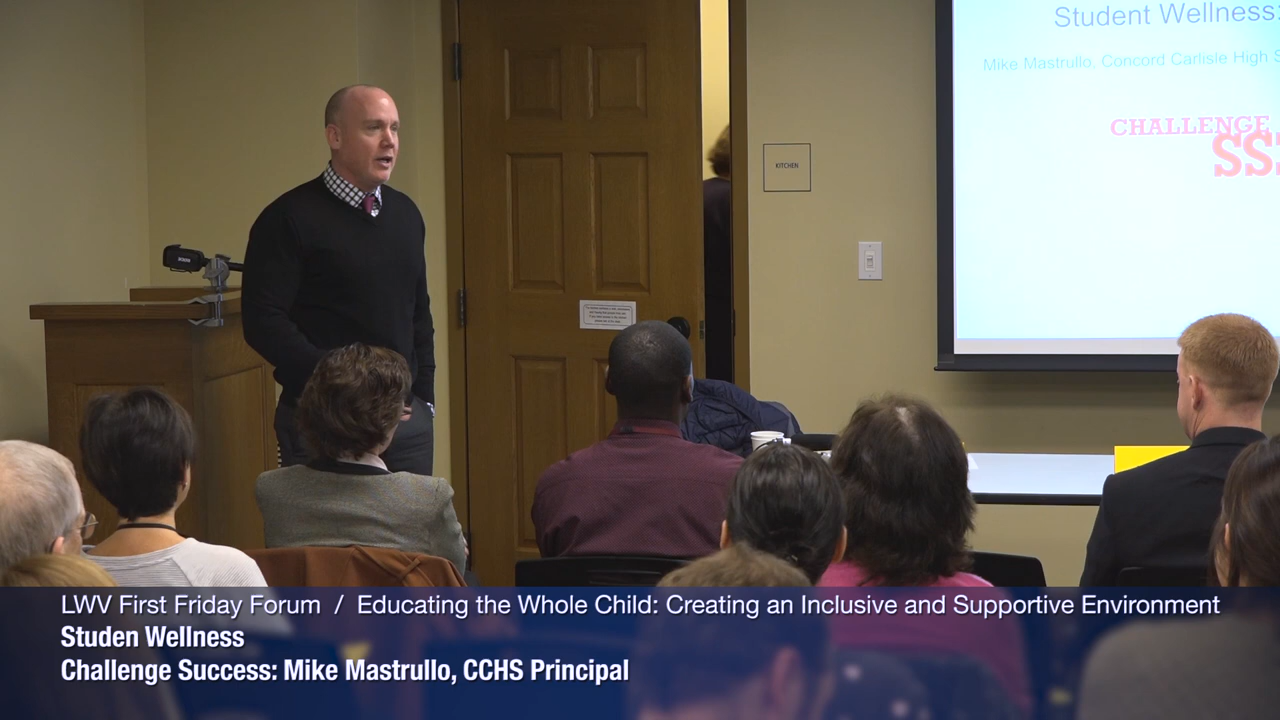 Student Wellness:
Mike Mastrullo, Concord Carlisle High S
CHALLENGE
SS
KITCHEN
LWV First Friday Forum / Educating the Whole Child: Creating an Inclusive and Supportive Environment
Studen Wellness
Challenge Success: Mike Mastrullo, CCHS Principal